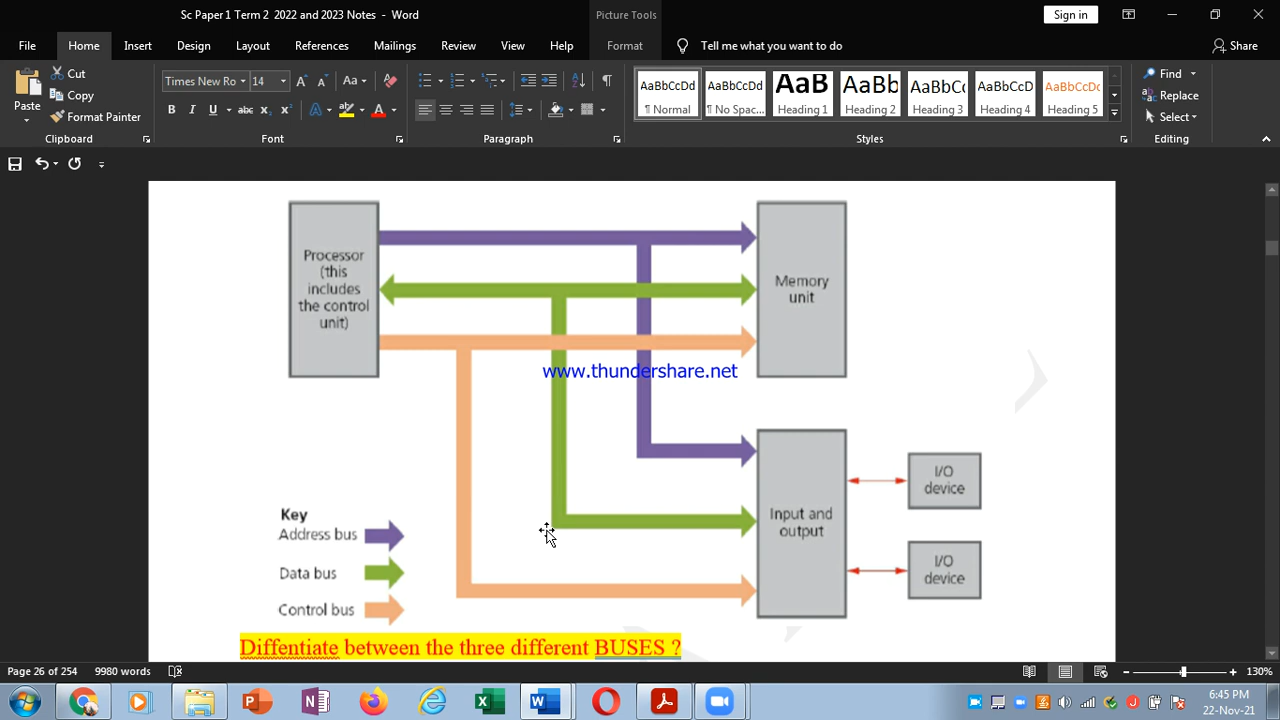 Sc Paper 1 Term 2  2022 and 2023 Notes  -  Word
Picture Tools
Sign in
File
Home
Insert
Design
Layout
References
Mailings
Review
View
Help
Format
Tell me what you want to do
Share
Paste
Cut
Copy
Format Painter
Clipboard
Times New Ro
14
Aa
B I U abc x₂ x²
A
A
Font
Paragraph
AaBbCcDd
¶ Normal
AaBbCcDd
¶ No Spac...
AaB
Heading 1
AaBb
Heading 2
AaBbC
Heading 3
AaBbCcD
Heading 4
AaBbCcDc
Heading 5
Styles
Find
Replace
Select
Editing
Processor
(this
includes
the control
unit)
Memory
unit
www.thundershare.net
Input and
output
I/O
device
I/O
device
Key
Address bus
Data bus
Control bus
Diffentiate between the three different BUSES ?
Page 26 of 254
9980 words
130%
6:45 PM
22-Nov-21